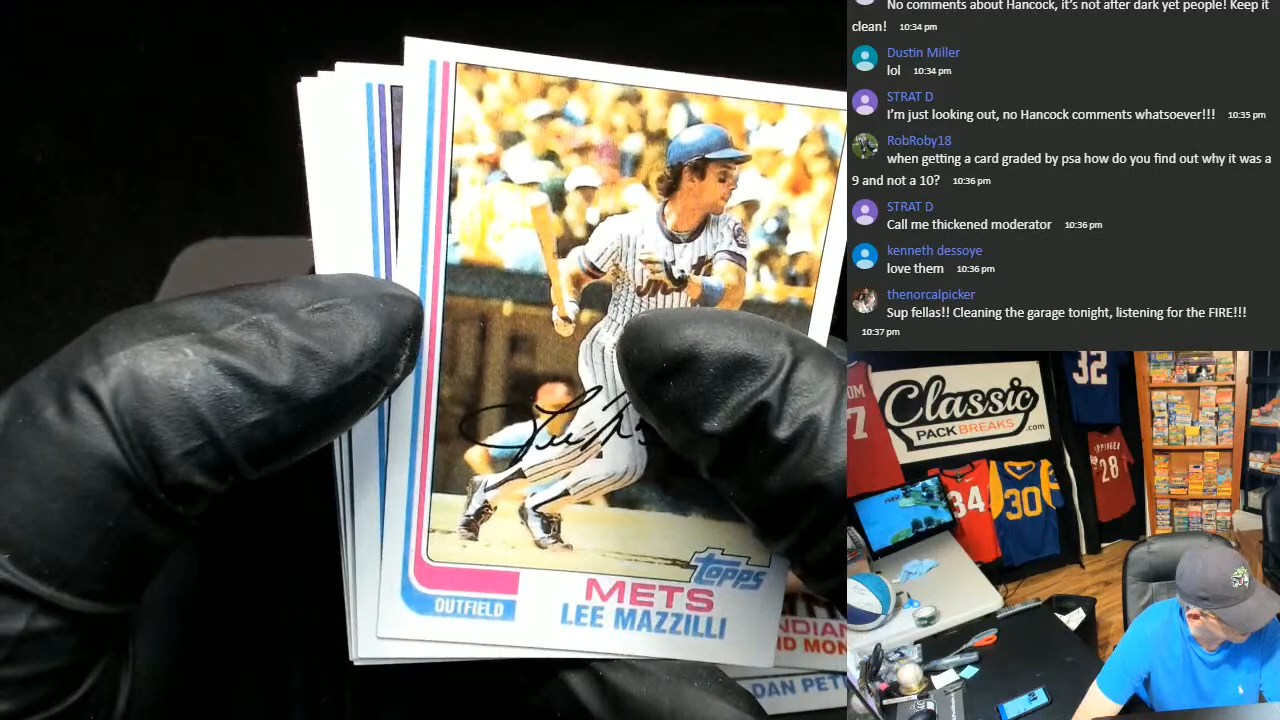 No comments about Hancock, it's not after dark yet people! Keep it
clean! 10:34 pm
Dustin Miller
lol 10:34 pm
STRAT D
I'm just looking out, no Hancock comments whatsoever!!! 10:35 pm
RobRoby18
when getting a card graded by psa how do you find out why it was a
9 and not a 10? 10:36 pm
STRAT D
Call me thickened moderator 10:36 pm
kenneth dessoye
love them 10:36 pm
thenorcalpicker
Sup fellas!! Cleaning the garage tonight, listening for the FIRE!!!
10:37 pm
topps
METS
LEE MAZZILLI
OUTFIELD
INDIAN
DAN PET
Classic
PACK BREAKS.com
32
7
34
30
28